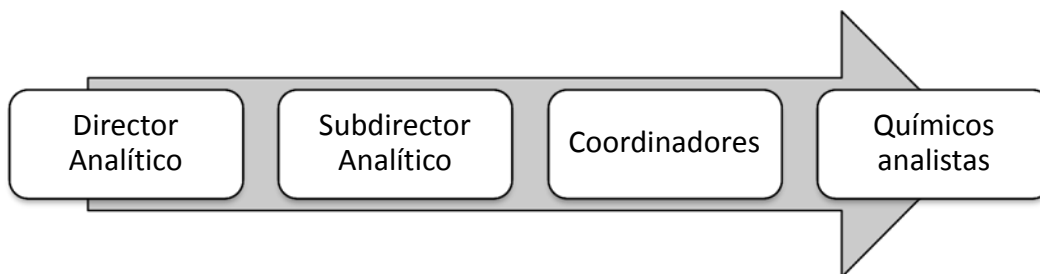 Director
Analítico
Subdirector
Analítico
Coordinadores
Químicos
analistas